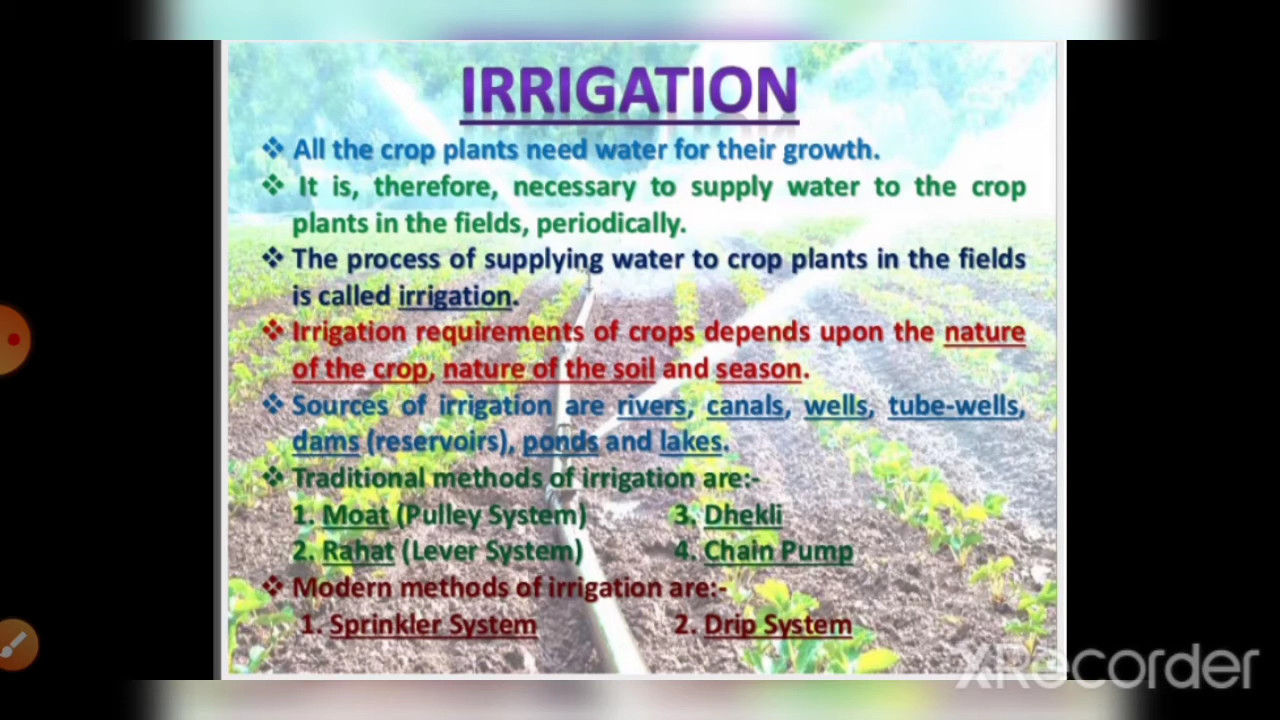 IRRIGATION
❖ All the crop plants need water for their growth.
❖ It is, therefore, necessary to supply water to the crop
plants in the fields, periodically.
❖ The process of supplying water to crop plants in the fields
is called irrigation.
❖ Irrigation requirements of crops depends upon the nature
of the crop, nature of the soil and season.
❖ Sources of irrigation are rivers, canals, wells, tube-wells,
dams (reservoirs), ponds and lakes.
❖ Traditional methods of irrigation are:-
1. Moat (Pulley System) 3. Dhekli
2. Rahat (Lever System) 4. Chain Pump
❖ Modern methods of irrigation are:-
1. Sprinkler System 2. Drip System
XRecorder